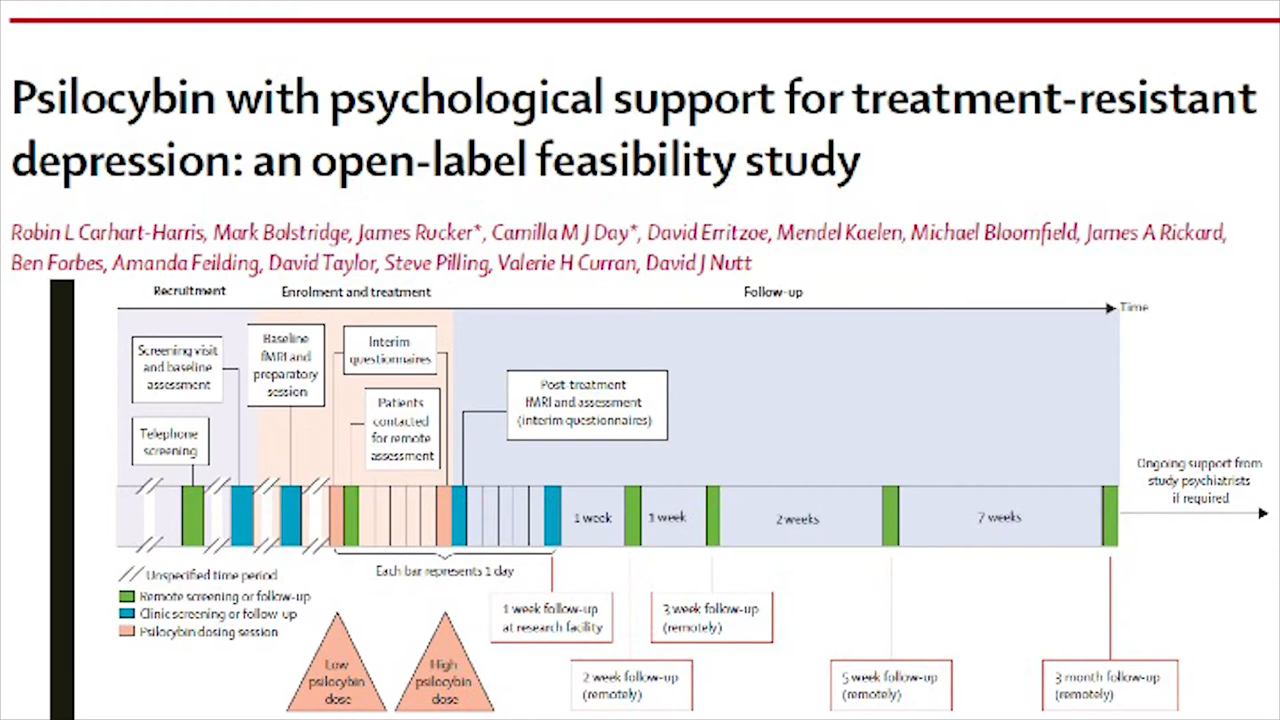 Psilocybin with psychological support for treatment-resistant
depression: an open-label feasibility study
Robin L Carhart-Harris, Mark Bolstridge, James Rucker*, Camilla M J Day*, David Erritzoe, Mendel Kaelen, Michael Bloomfield, James A Rickard,
Ben Forbes, Amanda Feilding, David Taylor, Steve Pilling, Valerie H Curran, David J Nutt
Recruitment
Enrolment and treatment
Follow-up
Time
Screening visit
and baseline
assessment
Telephone
screening
Baseline
fMRI and
preparatory
session
Interim
questionnaires
Patients
contacted
for remote
assessment
Post-treatment
fMRI and assessment
(interim questionnaires)
Ongoing support from
study psychiatrists
if required
1 week
1 week
2 weeks
7 weeks
Each bar represents 1 day
Unspecified time period
Remote screening or follow-up
Clinic screening or follow-up
Psilocybin dosing session
Low
psilocybin
dose
High
psilocybin
dose
1 week follow-up
at research facility
2 week follow-up
(remotely)
3 week follow-up
(remotely)
5 week follow-up
(remotely)
3 month follow-up
(remotely)